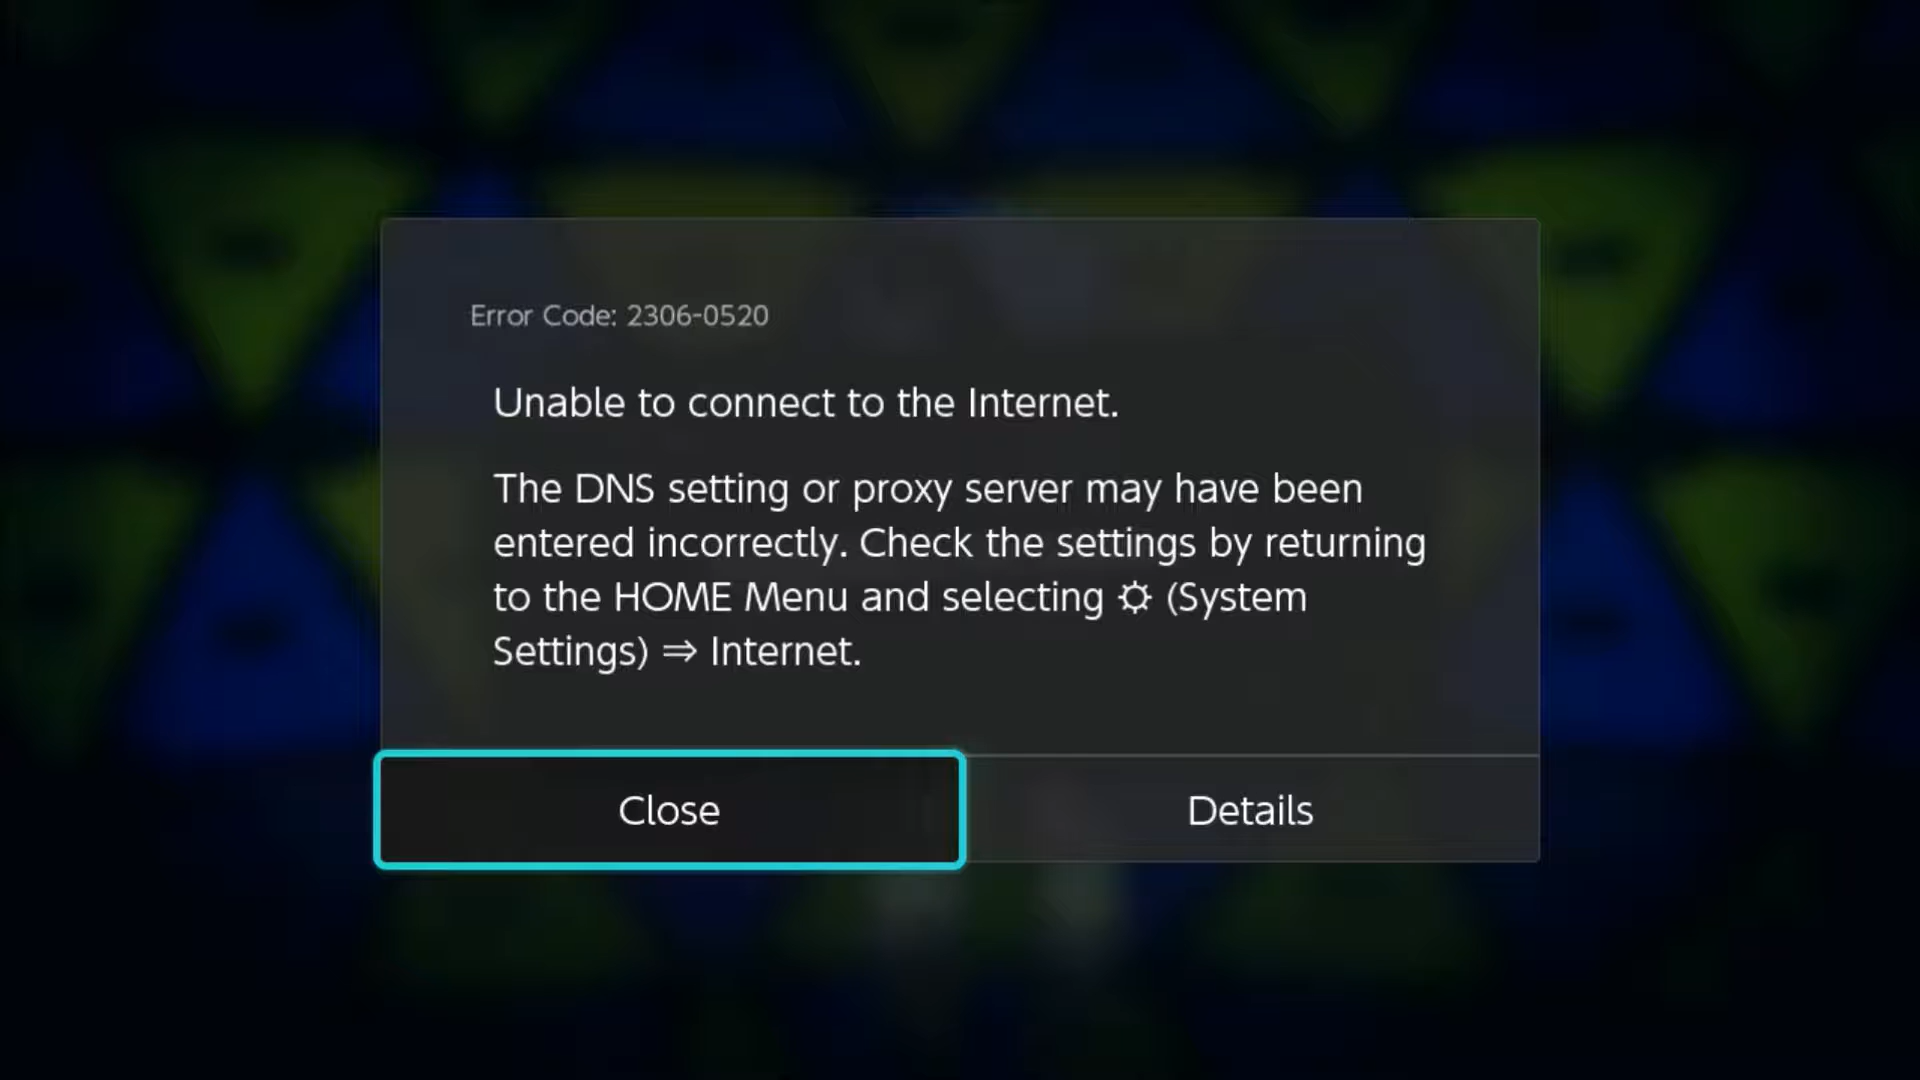 Error Code: 2306-0520
Unable to connect to the Internet.
The DNS setting or proxy server may have been
entered incorrectly. Check the settings by returning
to the HOME Menu and selecting ⚙ (System
Settings) ⇒ Internet.
Close
Details